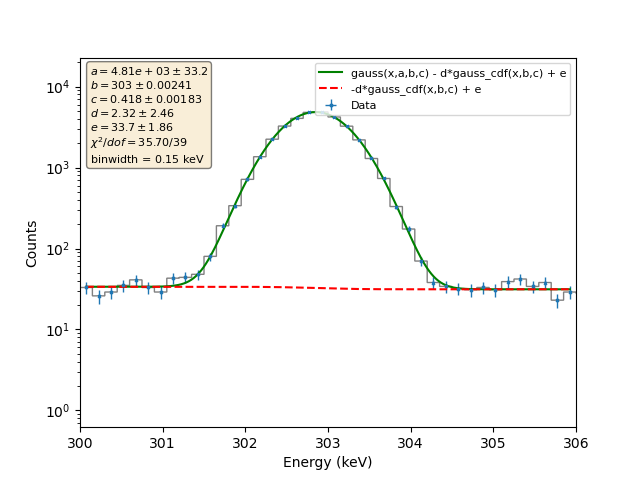 a = 4.81e + 03 ± 33.2
b = 303 ± 0.00241
c = 0.418 ± 0.00183
d = 2.32 ± 2.46
e = 33.7 ± 1.86
χ²/dof = 35.70/39
binwidth = 0.15 keV
gauss(x,a,b,c) - d*gauss_cdf(x,b,c) + e
-d*gauss_cdf(x,b,c) + e
Data
10⁴
10³
10²
10¹
10⁰
Counts
300 301 302 303 304 305 306
Energy (keV)